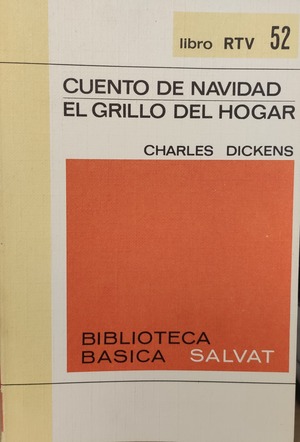 libro RTV 52
CUENTO DE NAVIDAD
EL GRILLO DEL HOGAR
CHARLES DICKENS
BIBLIOTECA
BASICA SALVAT